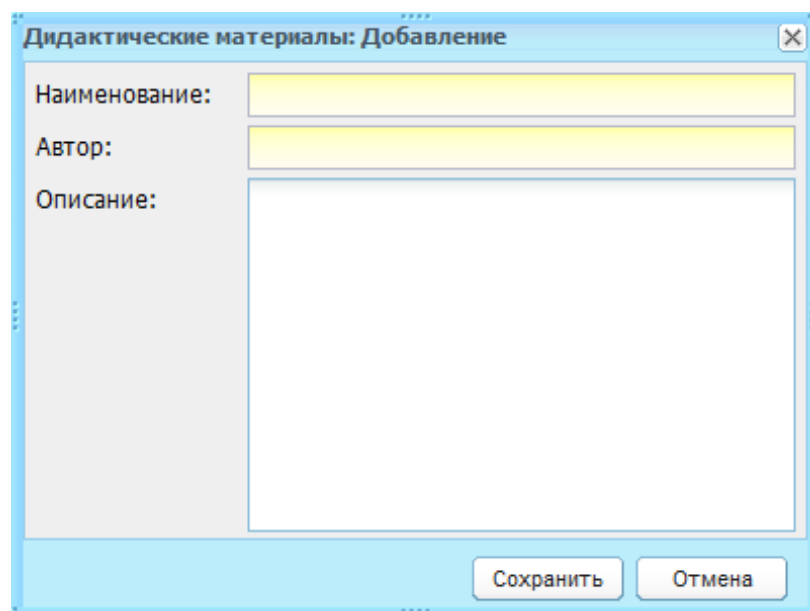 Дидактические материалы: Добавление
Наименование:
Автор:
Описание:
Сохранить Отмена